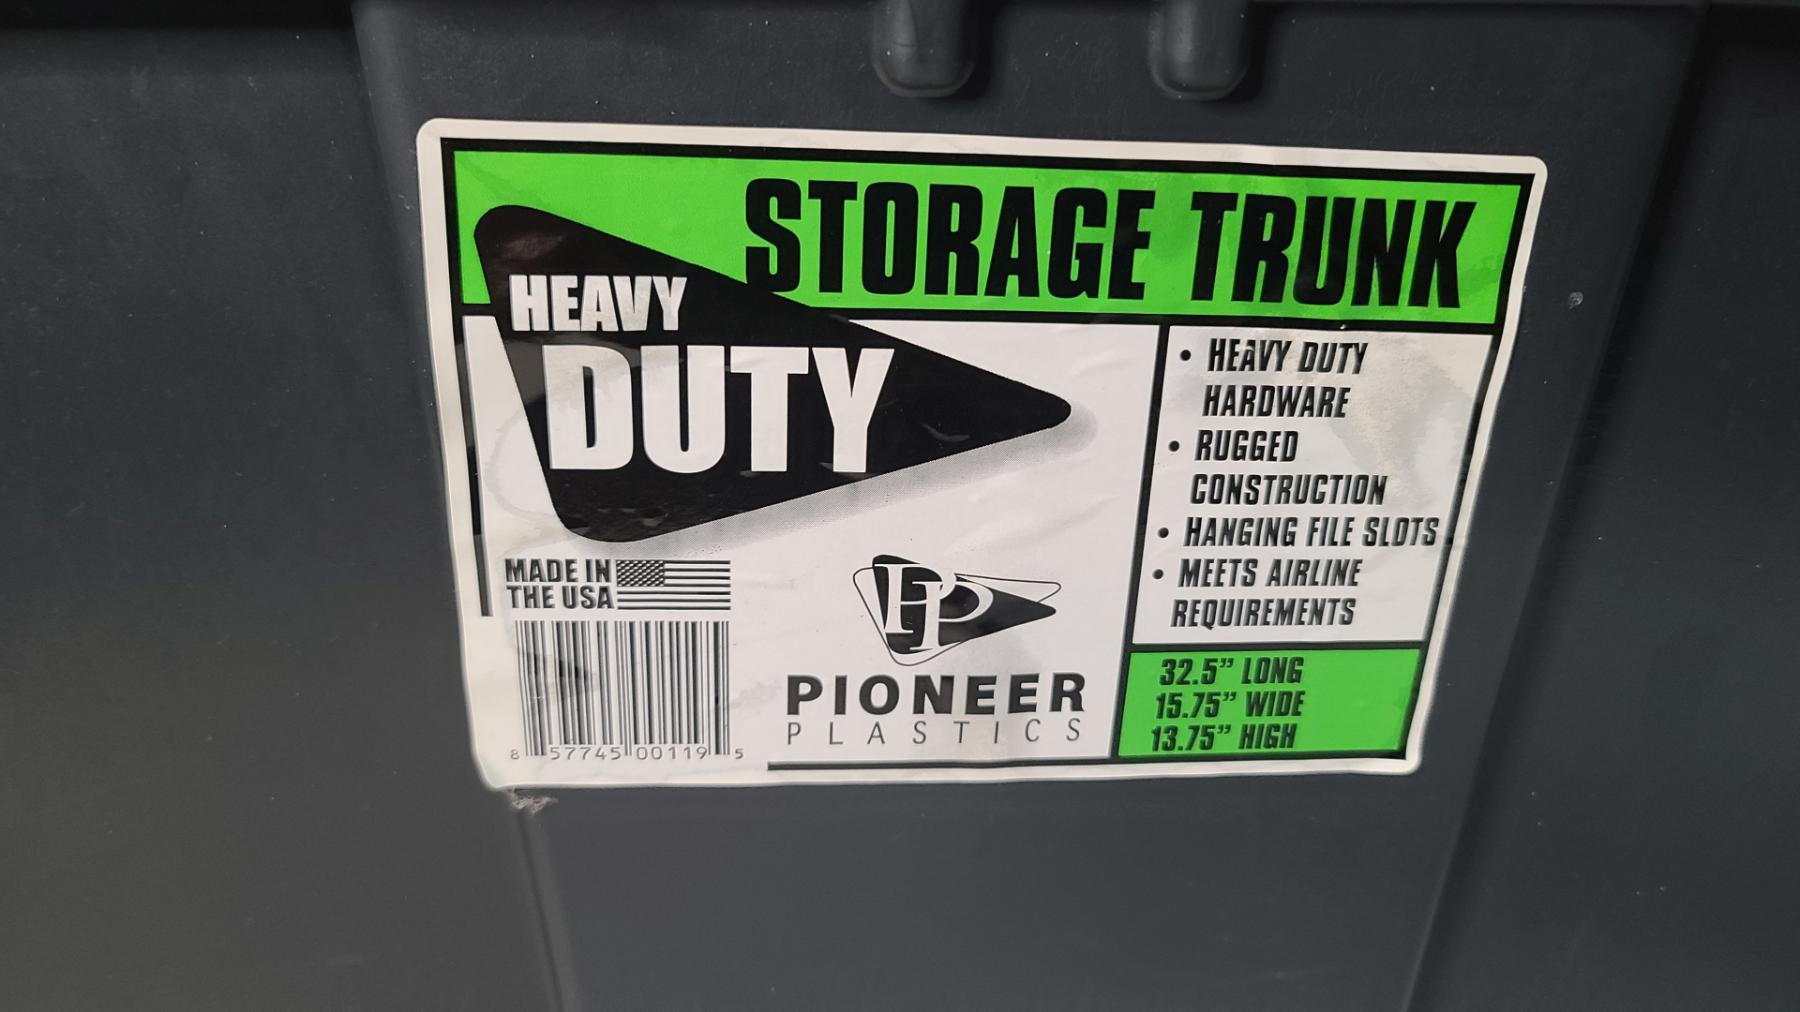 STORAGE TRUNK
HEAVY
DUTY
• HEAVY DUTY
HARDWARE
• RUGGED
CONSTRUCTION
• HANGING FILE SLOTS
• MEETS AIRLINE
REQUIREMENTS
MADE IN
THE USA
8 57745 00119 5
PP
PIONEER
PLASTICS
32.5" LONG
15.75" WIDE
13.75" HIGH